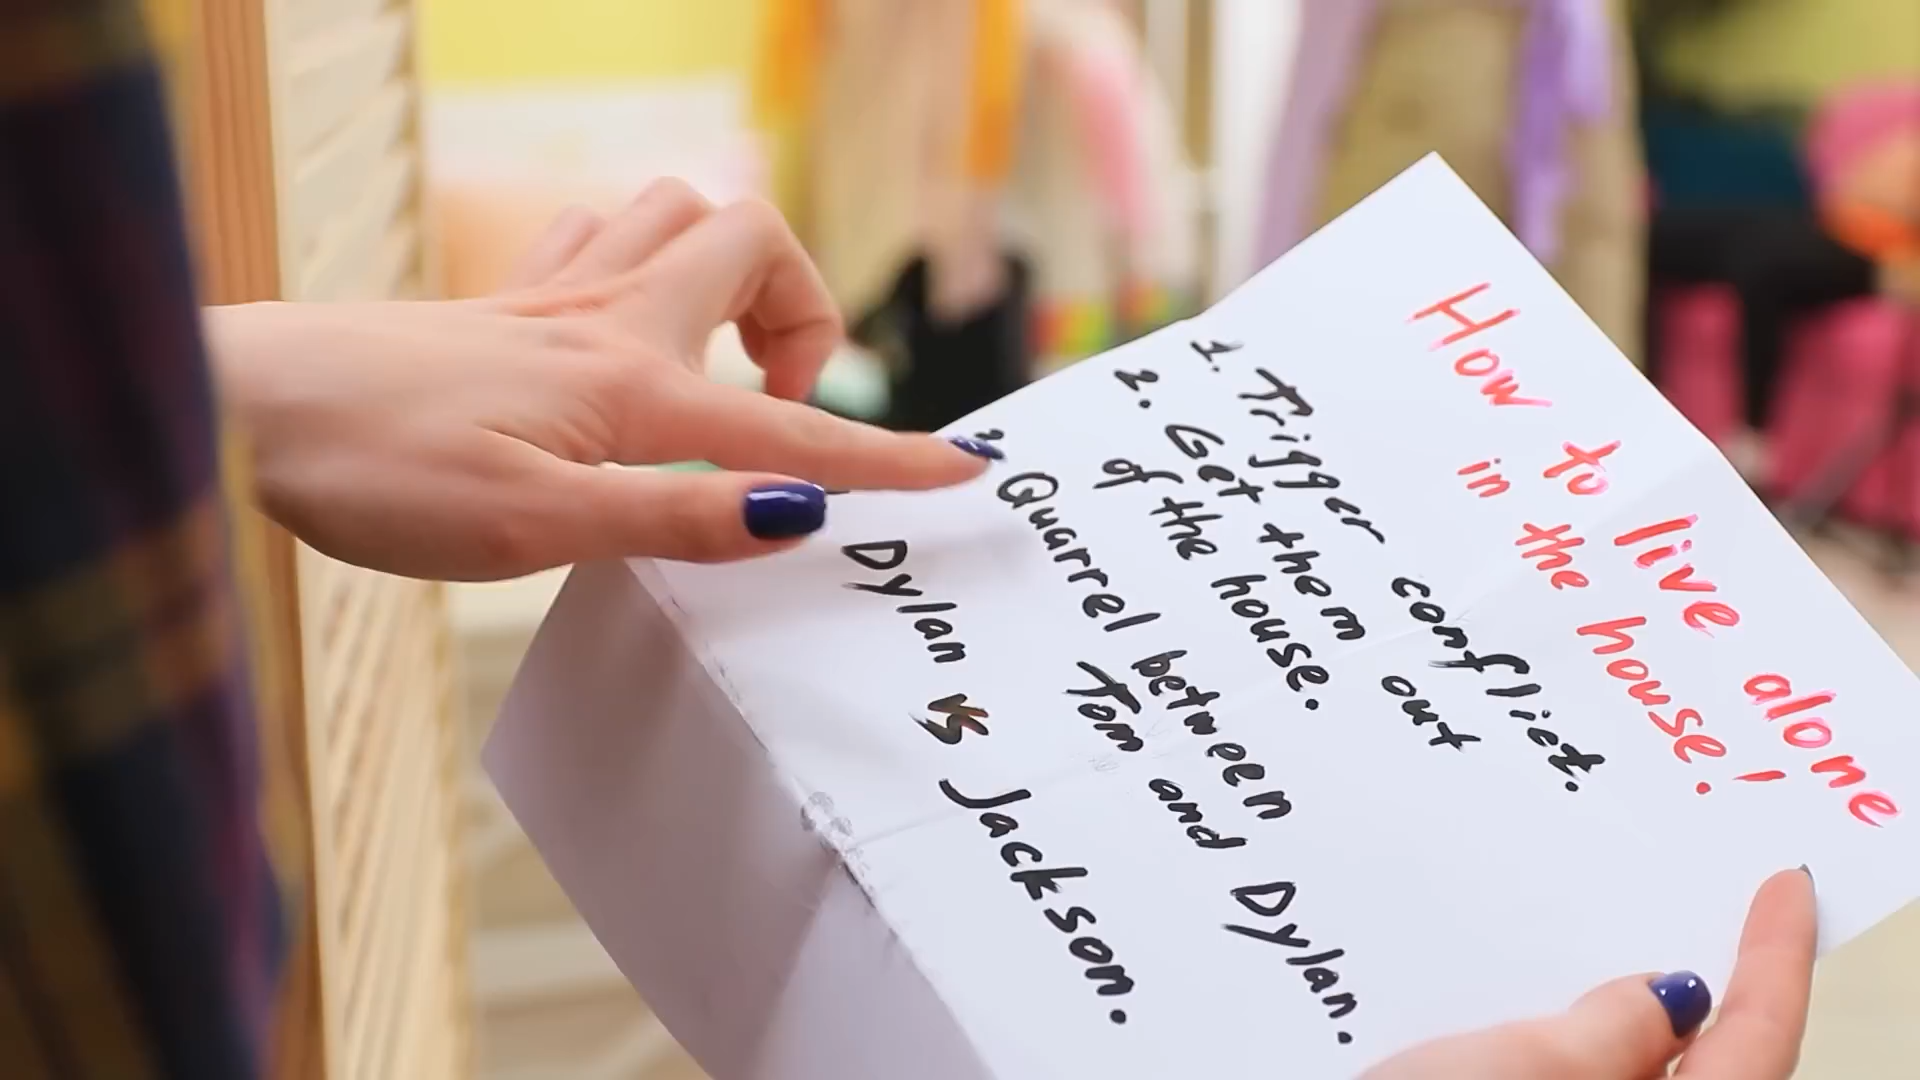 How to live alone
in the house!
1. Trigger conflict.
2. Get them out
of the house.
Quarrel between
Tom and Dylan.
Dylan vs Jackson.